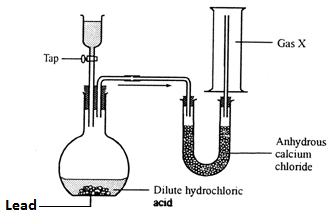 Gas X
Tap
Anhydrous
calcium
chloride
Dilute hydrochloric
acid
Lead